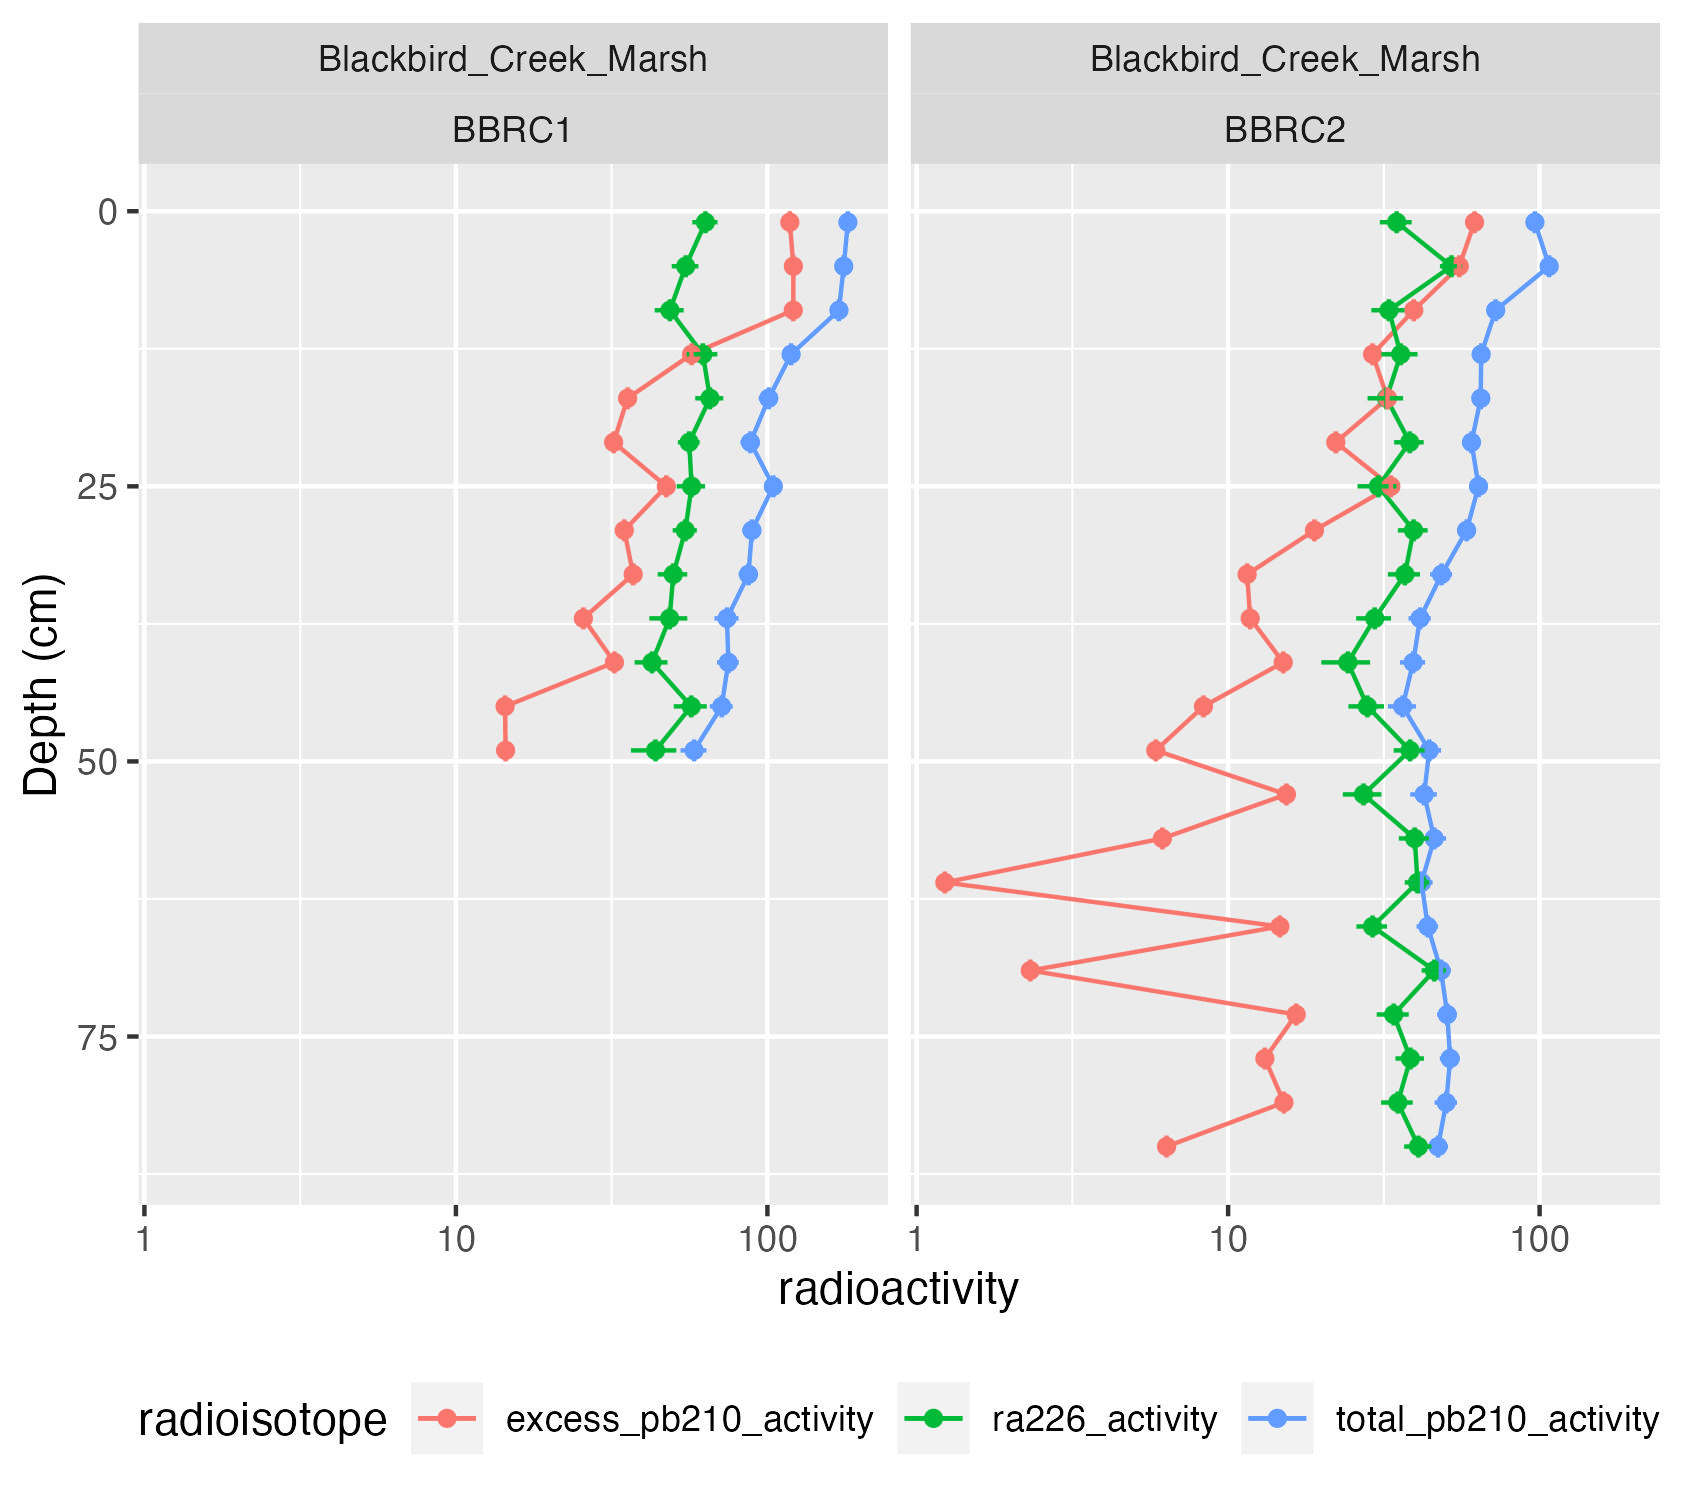 Blackbird_Creek_Marsh
Blackbird_Creek_Marsh
BBRC1
BBRC2
0
25
50
75
Depth (cm)
1
10
100
1
10
100
radioactivity
radioisotope
excess_pb210_activity
ra226_activity
total_pb210_activity